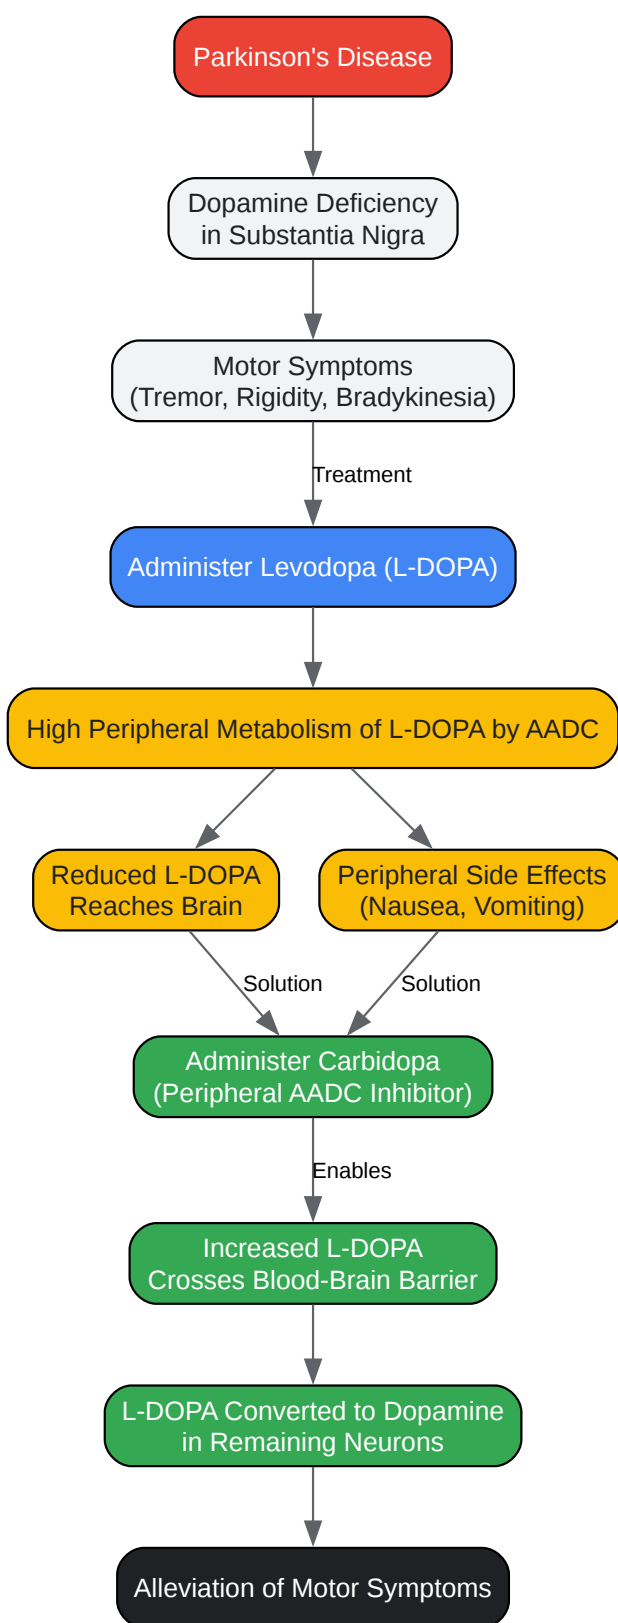 Parkinson's Disease
Dopamine Deficiency
in Substantia Nigra
Motor Symptoms
(Tremor, Rigidity, Bradykinesia)
Treatment
Administer Levodopa (L-DOPA)
High Peripheral Metabolism of L-DOPA by AADC
Reduced L-DOPA
Reaches Brain
Peripheral Side Effects
(Nausea, Vomiting)
Solution
Solution
Administer Carbidopa
(Peripheral AADC Inhibitor)
Enables
Increased L-DOPA
Crosses Blood-Brain Barrier
L-DOPA Converted to Dopamine
in Remaining Neurons
Alleviation of Motor Symptoms